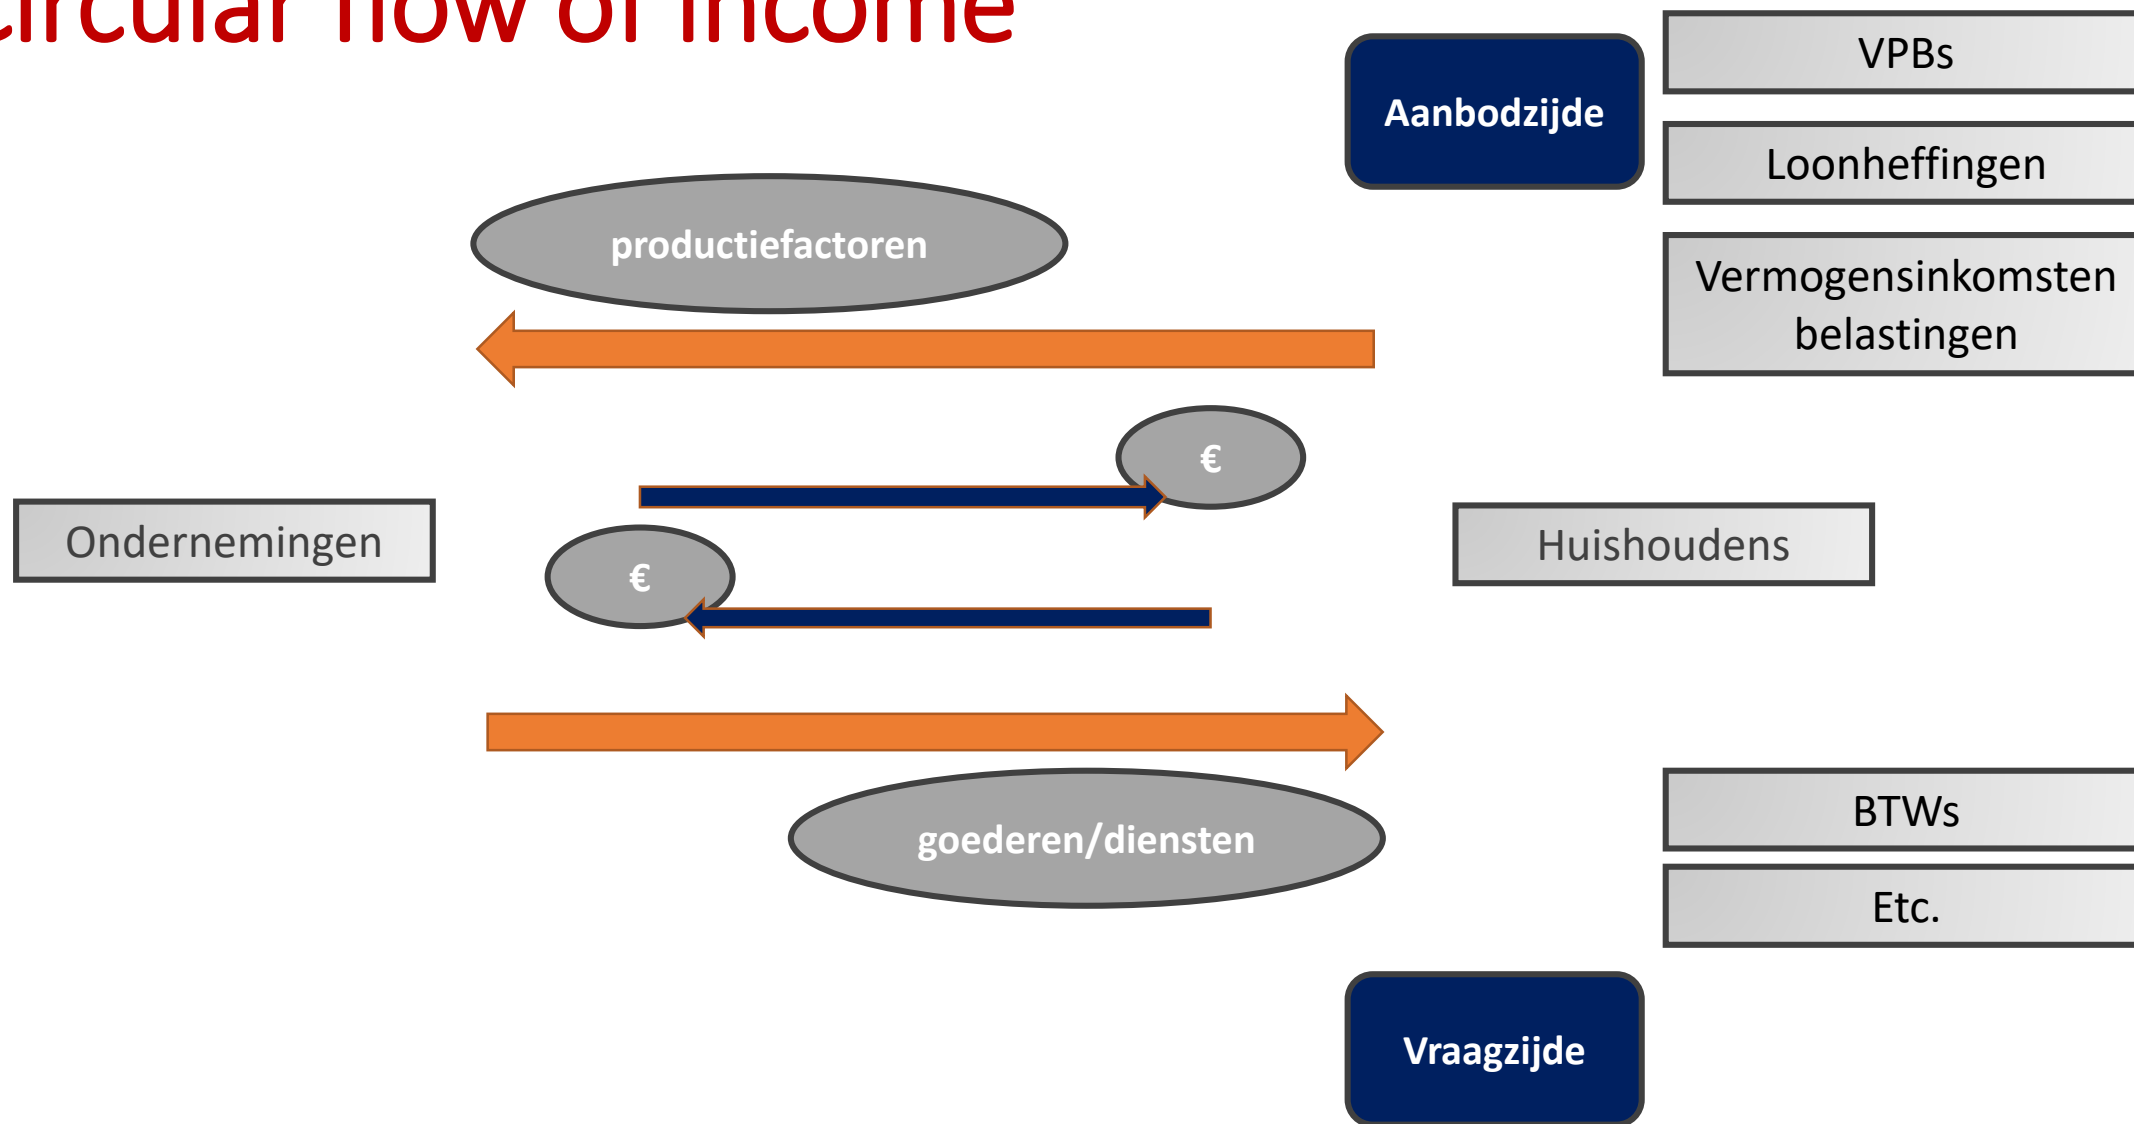 ircular flow of income
VPBs
Aanbodzijde
Loonheffingen
productiefactoren
Vermogensinkomsten
belastingen
€
Ondernemingen
Huishoudens
€
BTWs
goederen/diensten
Etc.
Vraagzijde